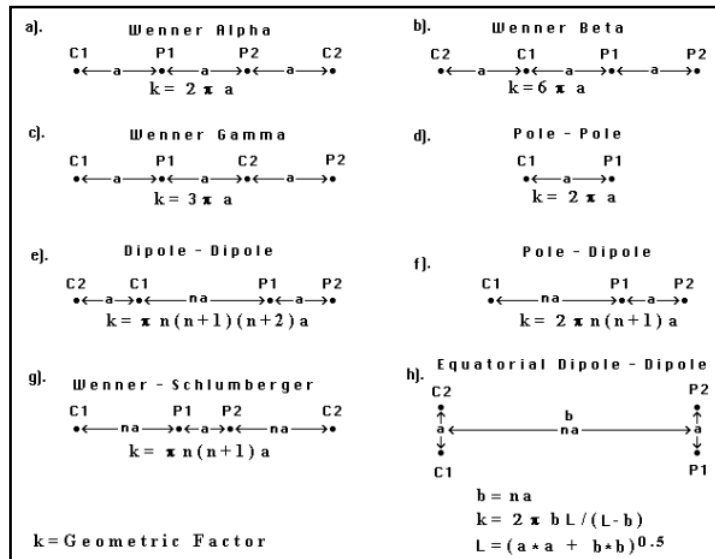 a). Wenner Alpha
C1 P1 P2 C2
a a a
k = 2 π a
b). Wenner Beta
C2 C1 P1 P2
a a a
k = 6 π a
c). Wenner Gamma
C1 P1 C2 P2
a a a
k = 3 π a
d). Pole - Pole
C1 P1
a
k = 2 π a
e). Dipole - Dipole
C2 C1 P1 P2
a na a
k = π n(n+1)(n+2)a
f). Pole - Dipole
C1 P1 P2
na a
k = 2 π n(n+1)a
g). Wenner - Schlumberger
C1 P1 P2 C2
na a na
k = π n(n+1)a
h). Equatorial Dipole - Dipole
C2 P2
b
a na a
C1 P1
b = na
k = 2 π b L/(L-b)
L = (a*a + b*b)^0.5
k = Geometric Factor